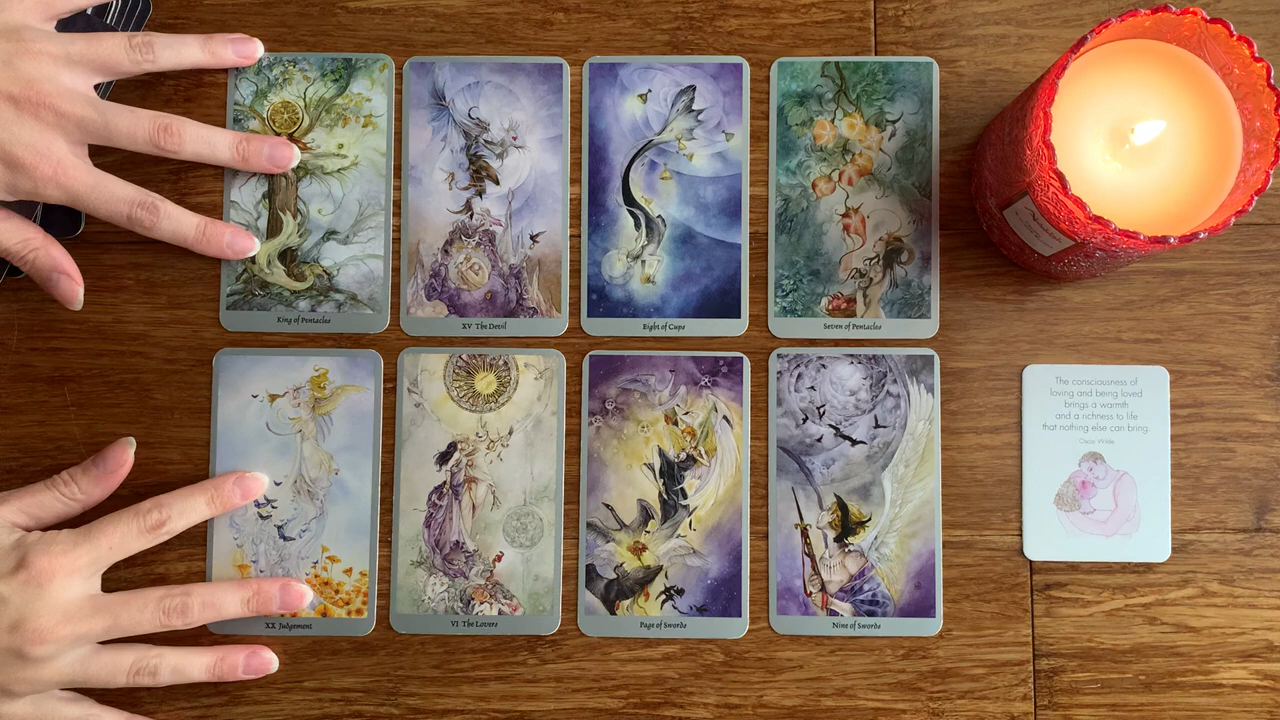 King of Pentacles
XV The Devil
Eight of Cups
Seven of Pentacles
XX Judgement
VI The Lovers
Page of Swords
Nine of Swords
The consciousness of
loving and being loved
brings a warmth
and a richness to life
that nothing else can bring.
Oscar Wilde